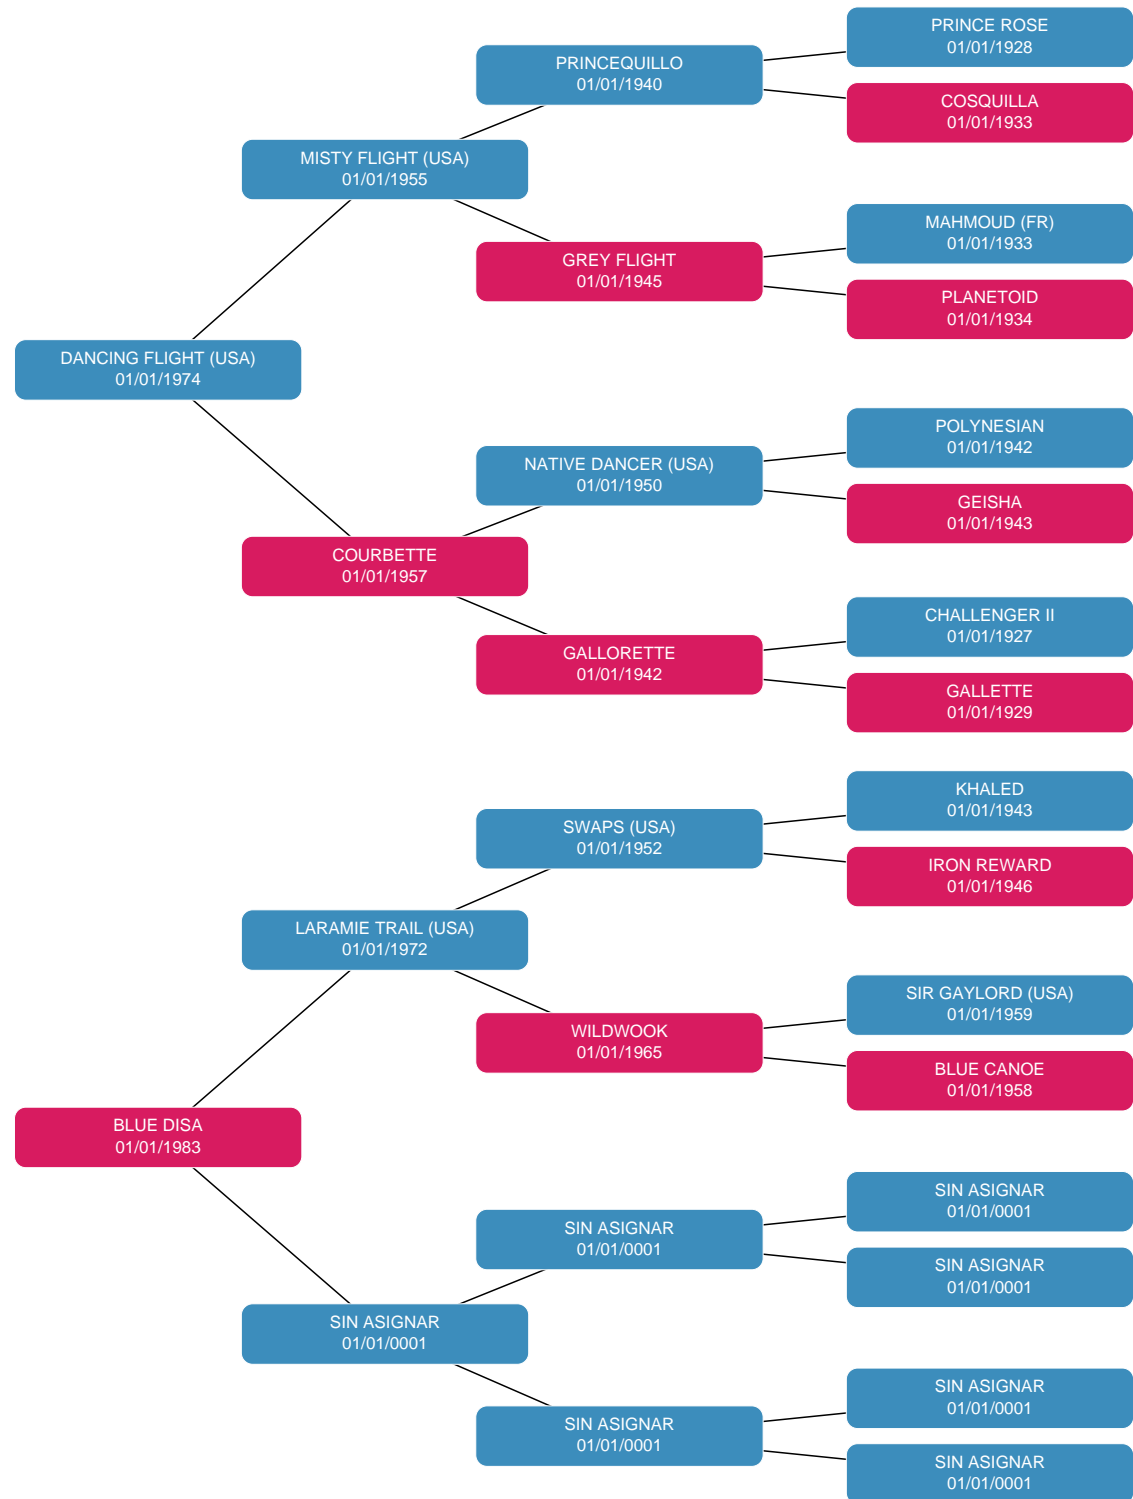 PRINCE ROSE
01/01/1928
PRINCEQUILLO
01/01/1940
COSQUILLA
01/01/1933
MISTY FLIGHT (USA)
01/01/1955
MAHMOUD (FR)
01/01/1933
GREY FLIGHT
01/01/1945
PLANETOID
01/01/1934
DANCING FLIGHT (USA)
01/01/1974
POLYNESIAN
01/01/1942
NATIVE DANCER (USA)
01/01/1950
GEISHA
01/01/1943
COURBETTE
01/01/1957
CHALLENGER II
01/01/1927
GALLORETTE
01/01/1942
GALLETTE
01/01/1929
KHALED
01/01/1943
SWAPS (USA)
01/01/1952
IRON REWARD
01/01/1946
LARAMIE TRAIL (USA)
01/01/1972
SIR GAYLORD (USA)
01/01/1959
WILDWOOK
01/01/1965
BLUE CANOE
01/01/1958
BLUE DISA
01/01/1983
SIN ASIGNAR
01/01/0001
SIN ASIGNAR
01/01/0001
SIN ASIGNAR
01/01/0001
SIN ASIGNAR
01/01/0001
SIN ASIGNAR
01/01/0001
SIN ASIGNAR
01/01/0001
SIN ASIGNAR
01/01/0001